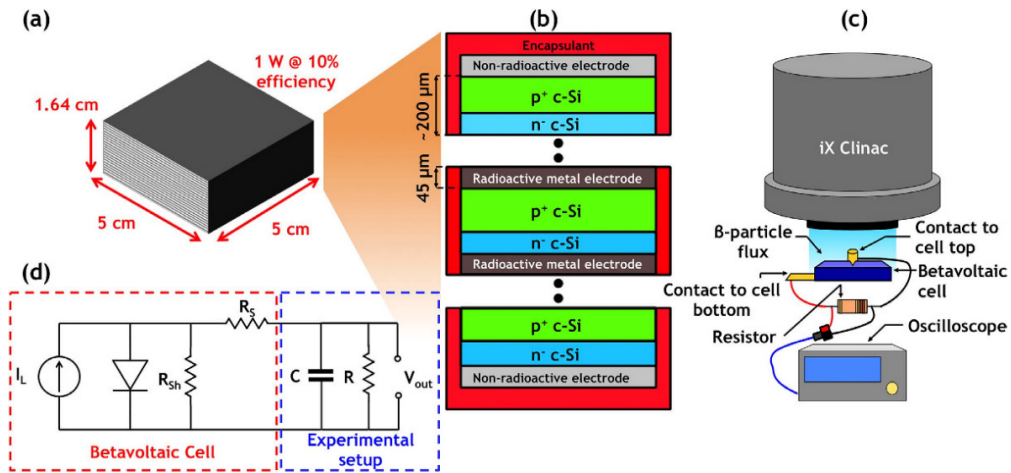 (a)
1 W @ 10%
efficiency
1.64 cm
5 cm
5 cm
(b)
Encapsulant
Non-radioactive electrode
p⁺ c-Si
n⁻ c-Si
~200 μm
45 μm
Radioactive metal electrode
p⁺ c-Si
n⁻ c-Si
Radioactive metal electrode
p⁺ c-Si
n⁻ c-Si
Non-radioactive electrode
(c)
iX Clinac
ß-particle
flux
Contact to
cell top
Betavoltaic
cell
Contact to cell
bottom
Resistor
Oscilloscope
(d)
I_L
R_Sh
R_S
C
R
V_out
Betavoltaic Cell
Experimental
setup